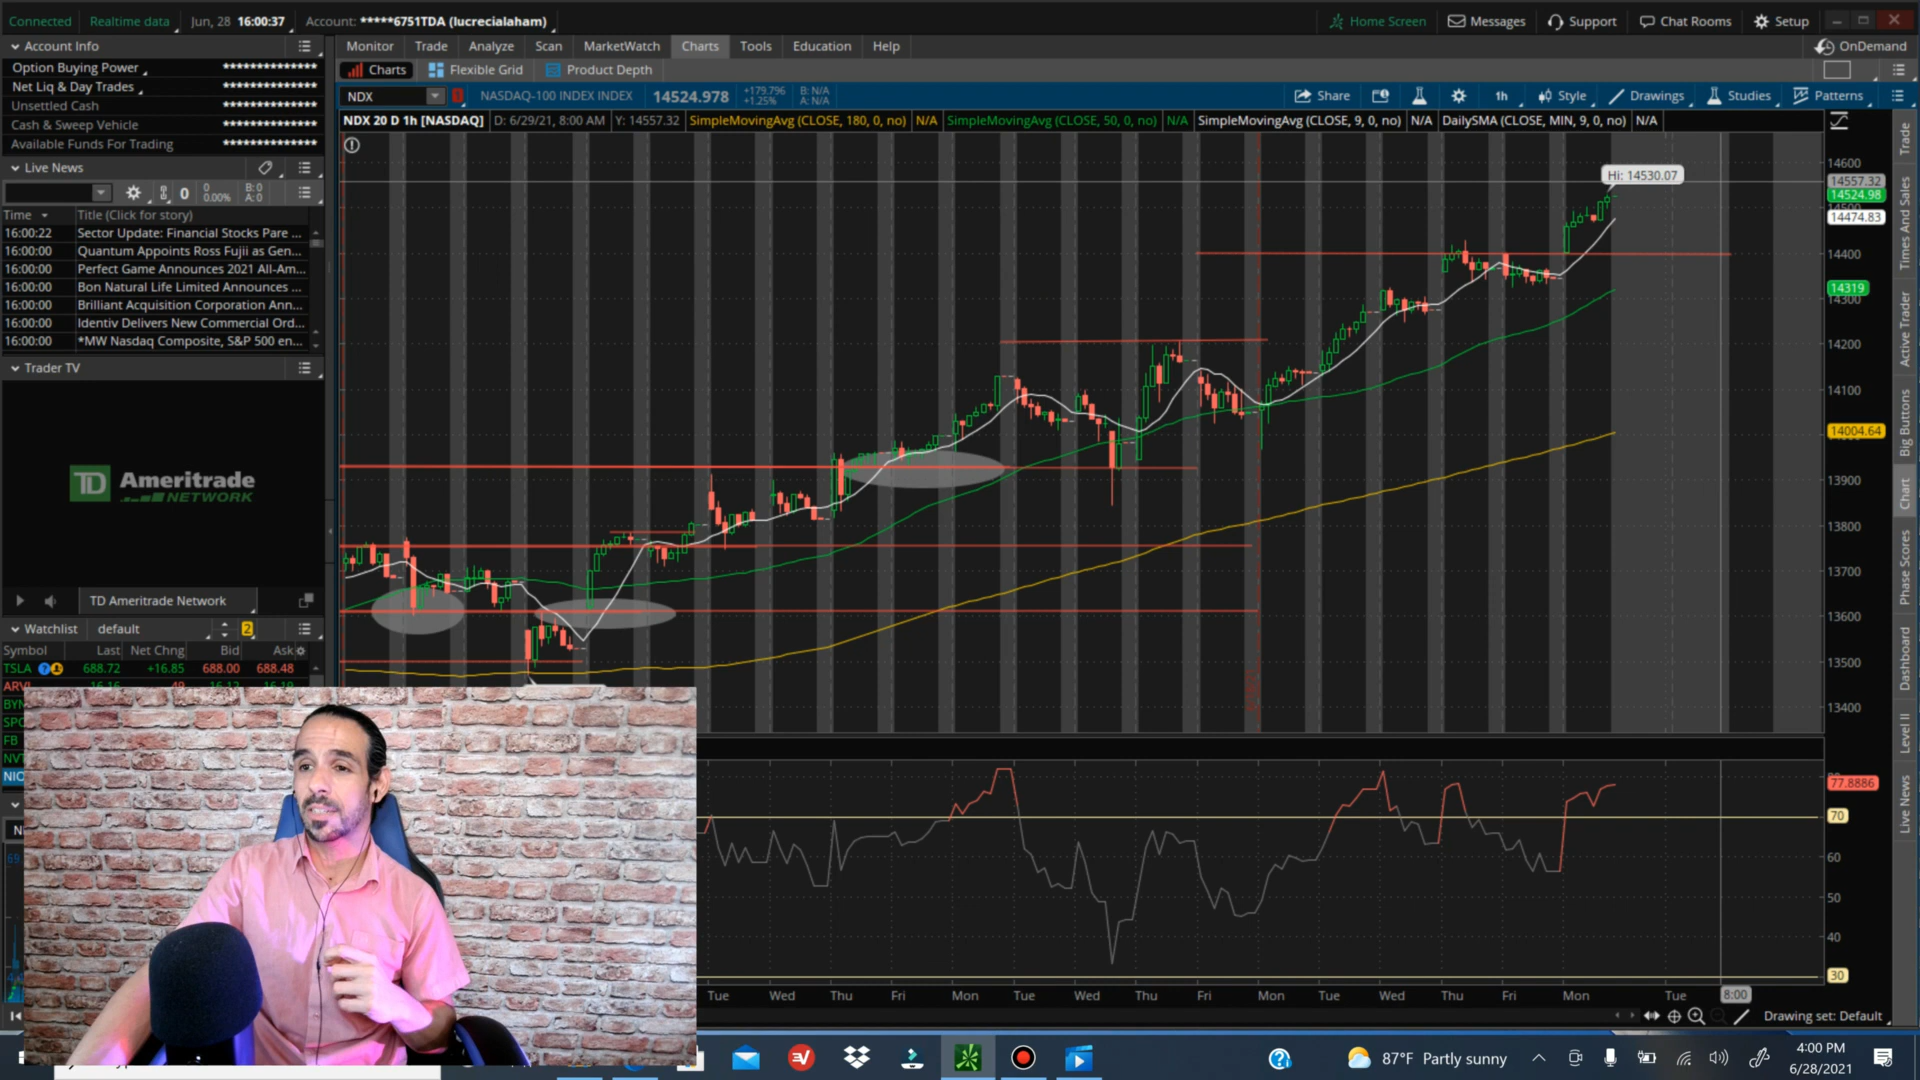 Connected Realtime data Jun, 28 16:00:37 Account: *****6751TDA (lucrecialaham) Home Screen Messages Support Chat Rooms Setup
Account Info
Option Buying Power **************
Net Liq & Day Trades **************
Unsettled Cash **************
Cash & Sweep Vehicle **************
Available Funds For Trading **************
Live News
0 0 0.00% B: 0 A: 0
Time Title (Click for story)
16:00:22 Sector Update: Financial Stocks Pare ...
16:00:00 Quantum Appoints Ross Fujii as Gen...
16:00:00 Perfect Game Announces 2021 All-Am...
16:00:00 Bon Natural Life Limited Announces ...
16:00:00 Brilliant Acquisition Corporation Ann...
16:00:00 Identiv Delivers New Commercial Ord...
16:00:00 *MW Nasdaq Composite, S&P 500 en...
Trader TV
TD Ameritrade
NETWORK
TD Ameritrade Network
Watchlist default 2
Symbol Last Net Chng Bid Ask
TSLA 688.72 +16.85 688.00 688.48
FB
Monitor Trade Analyze Scan MarketWatch Charts Tools Education Help OnDemand
Charts Flexible Grid Product Depth
NDX NASDAQ-100 INDEX INDEX 14524.978 +179.796 +1.25% B: N/A A: N/A Share 1h Style Drawings Studies Patterns
NDX 20 D 1h [NASDAQ] D: 6/29/21, 8:00 AM Y: 14557.32 SimpleMovingAvg (CLOSE, 180, 0, no) N/A SimpleMovingAvg (CLOSE, 50, 0, no) N/A SimpleMovingAvg (CLOSE, 9, 0, no) N/A DailySMA (CLOSE, MIN, 9, 0, no) N/A
Hi: 14530.07
14600
14557.32
14524.98
14474.83
14400
14319
14300
14200
14100
14004.64
13900
13800
13700
13600
13500
13400
77.8886
70
60
50
40
30
Tue Wed Thu Fri Mon Tue Wed Thu Fri Mon Tue Wed Thu Fri Mon Tue 8:00
Drawing set: Default
Trade
Times And Sales
Active Trader
Big Buttons
Chart
Phase Scores
Dashboard
Level II
Live News
87°F Partly sunny
4:00 PM
6/28/2021